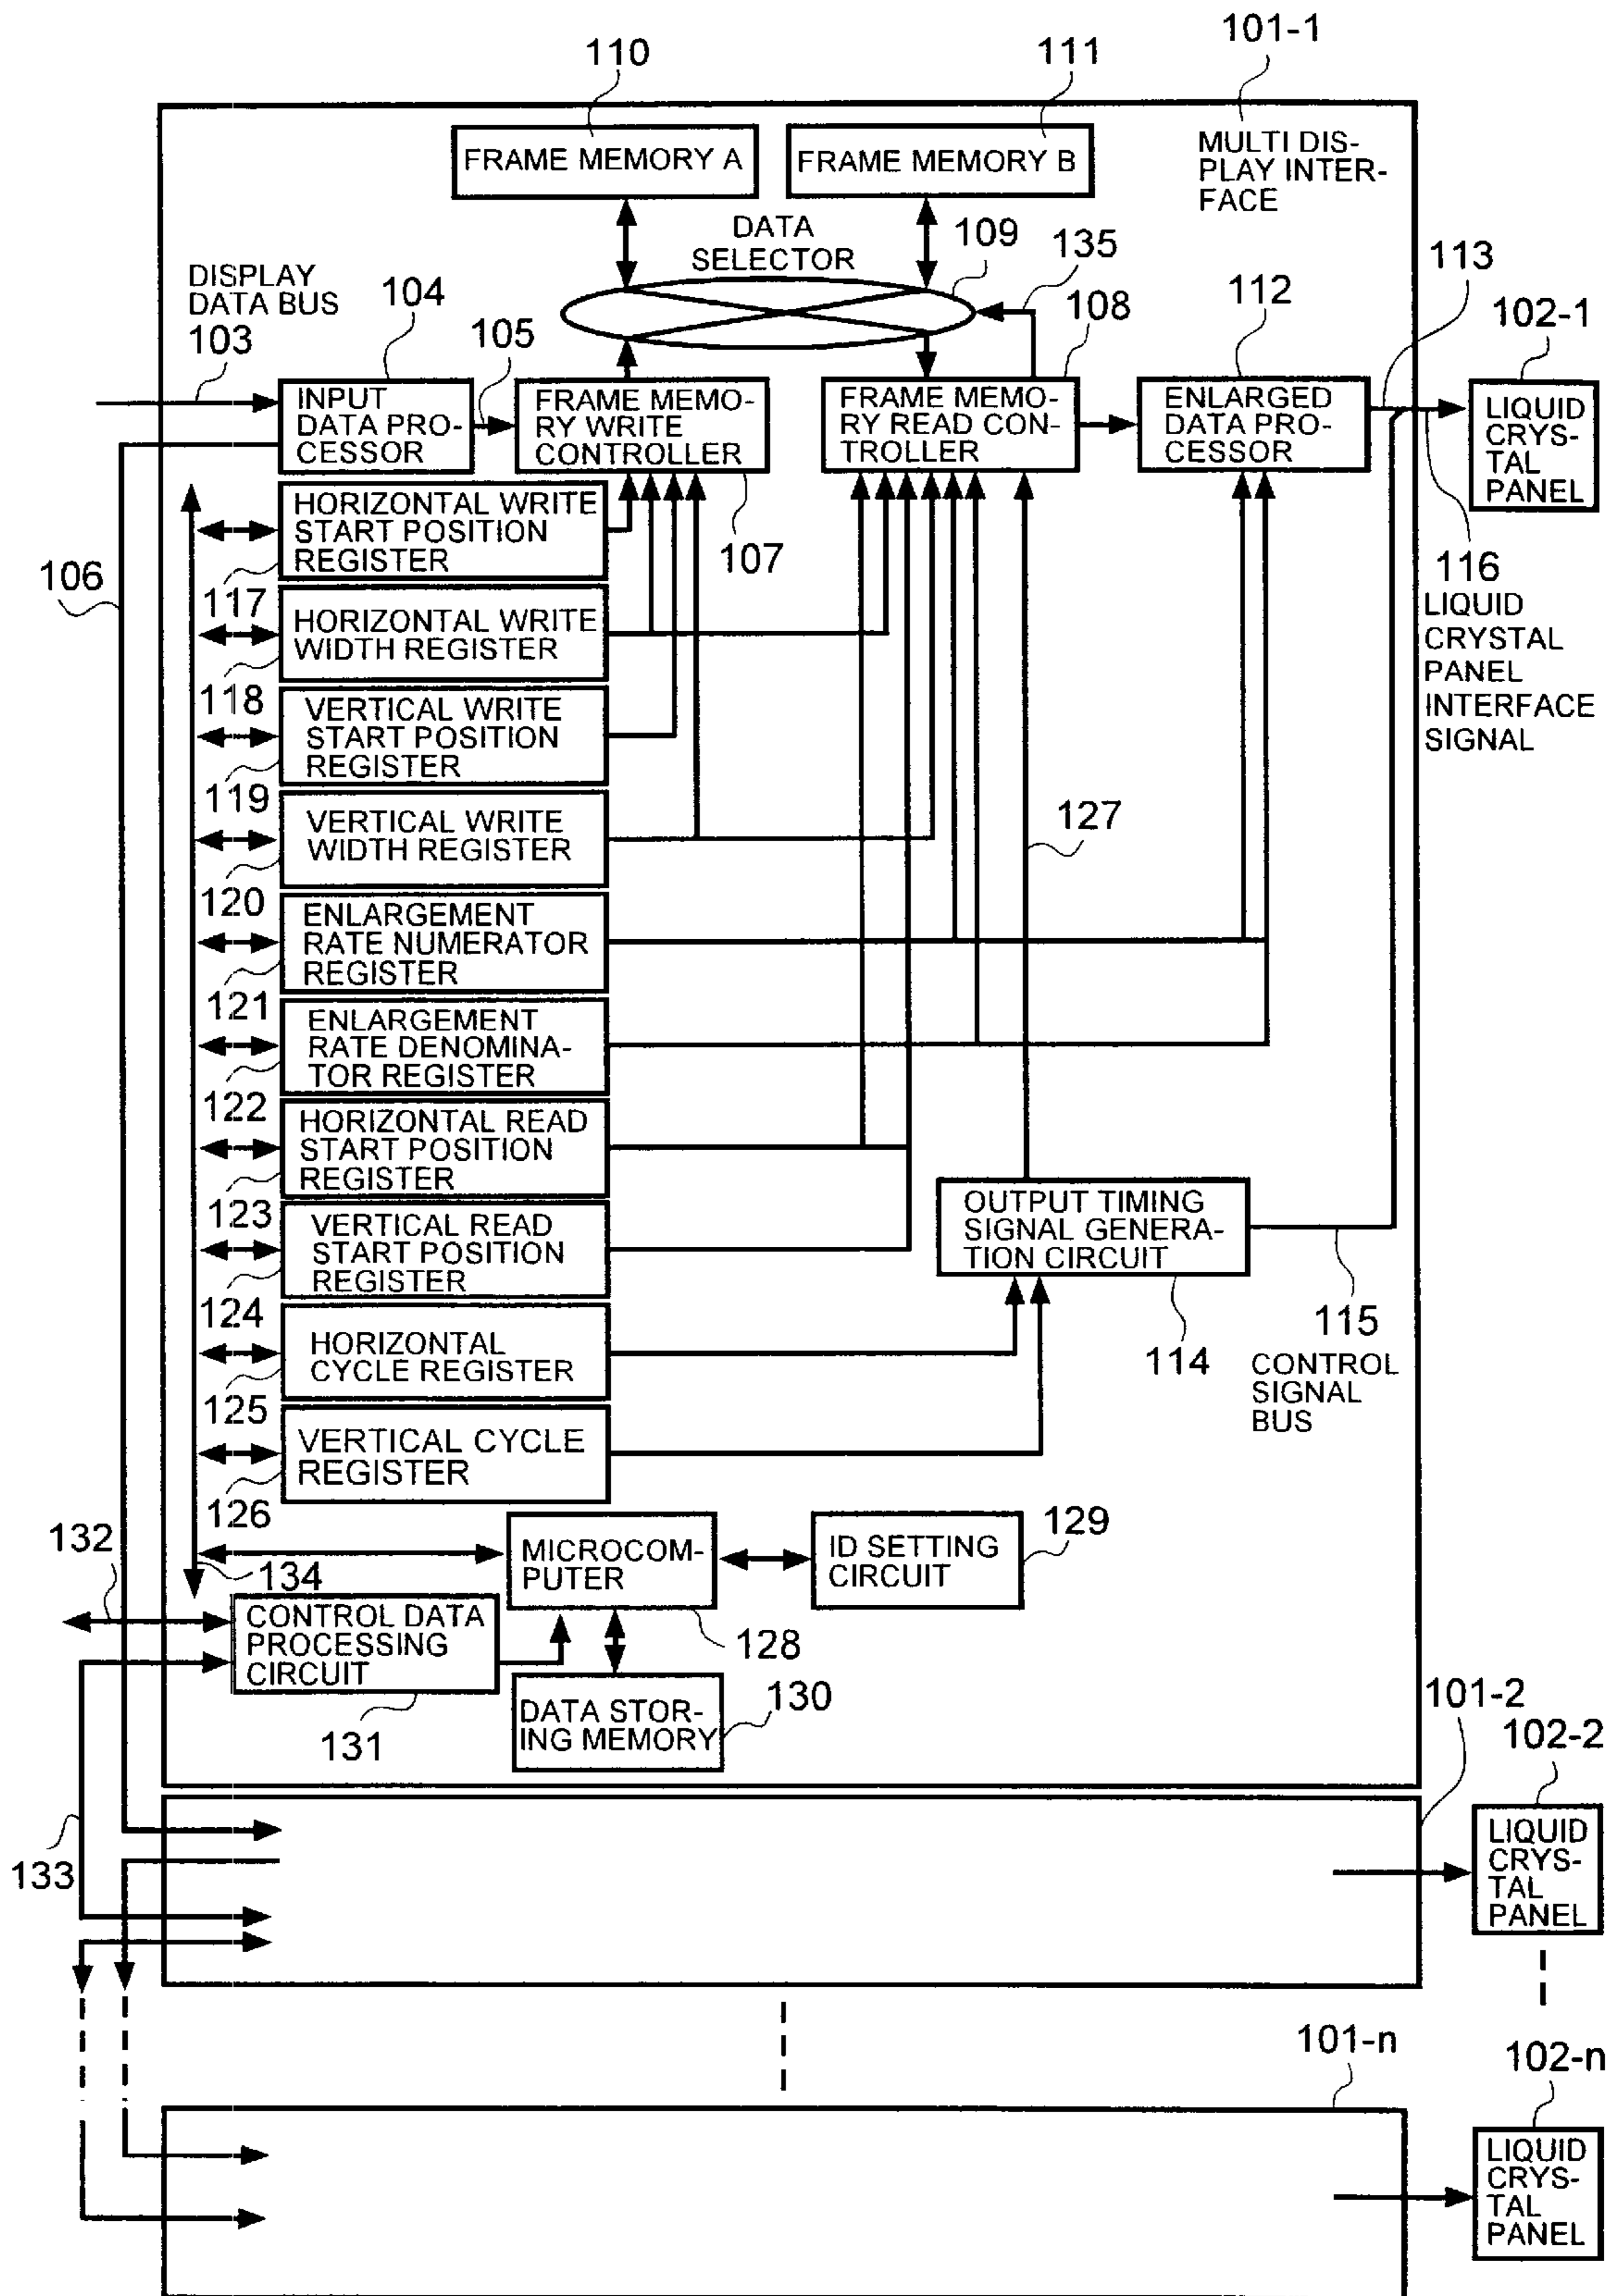 101-1
110
111
FRAME MEMORY A
FRAME MEMORY B
MULTI DIS-
PLAY INTER-
FACE
DATA
SELECTOR
109
135
113
DISPLAY
DATA BUS
104
108
112
102-1
103
105
INPUT
DATA PRO-
CESSOR
FRAME MEMO-
RY WRITE
CONTROLLER
FRAME MEMO-
RY READ CON-
TROLLER
ENLARGED
DATA PRO-
CESSOR
LIQUID
CRYS-
TAL
PANEL
HORIZONTAL WRITE
START POSITION
REGISTER
107
106
116
LIQUID
CRYSTAL
PANEL
INTERFACE
SIGNAL
117
HORIZONTAL WRITE
WIDTH REGISTER
118
VERTICAL WRITE
START POSITION
REGISTER
119
VERTICAL WRITE
WIDTH REGISTER
127
120
ENLARGEMENT
RATE NUMERATOR
REGISTER
121
ENLARGEMENT
RATE DENOMINA-
TOR REGISTER
122
HORIZONTAL READ
START POSITION
REGISTER
123
VERTICAL READ
START POSITION
REGISTER
OUTPUT TIMING
SIGNAL GENERA-
TION CIRCUIT
124
HORIZONTAL
CYCLE REGISTER
114
115
CONTROL
SIGNAL
BUS
125
VERTICAL CYCLE
REGISTER
126
132
134
MICROCOM-
PUTER
ID SETTING
CIRCUIT
129
CONTROL DATA
PROCESSING
CIRCUIT
128
131
DATA STOR-
ING MEMORY
130
101-2
102-2
133
LIQUID
CRYS-
TAL
PANEL
101-n
102-n
LIQUID
CRYS-
TAL
PANEL